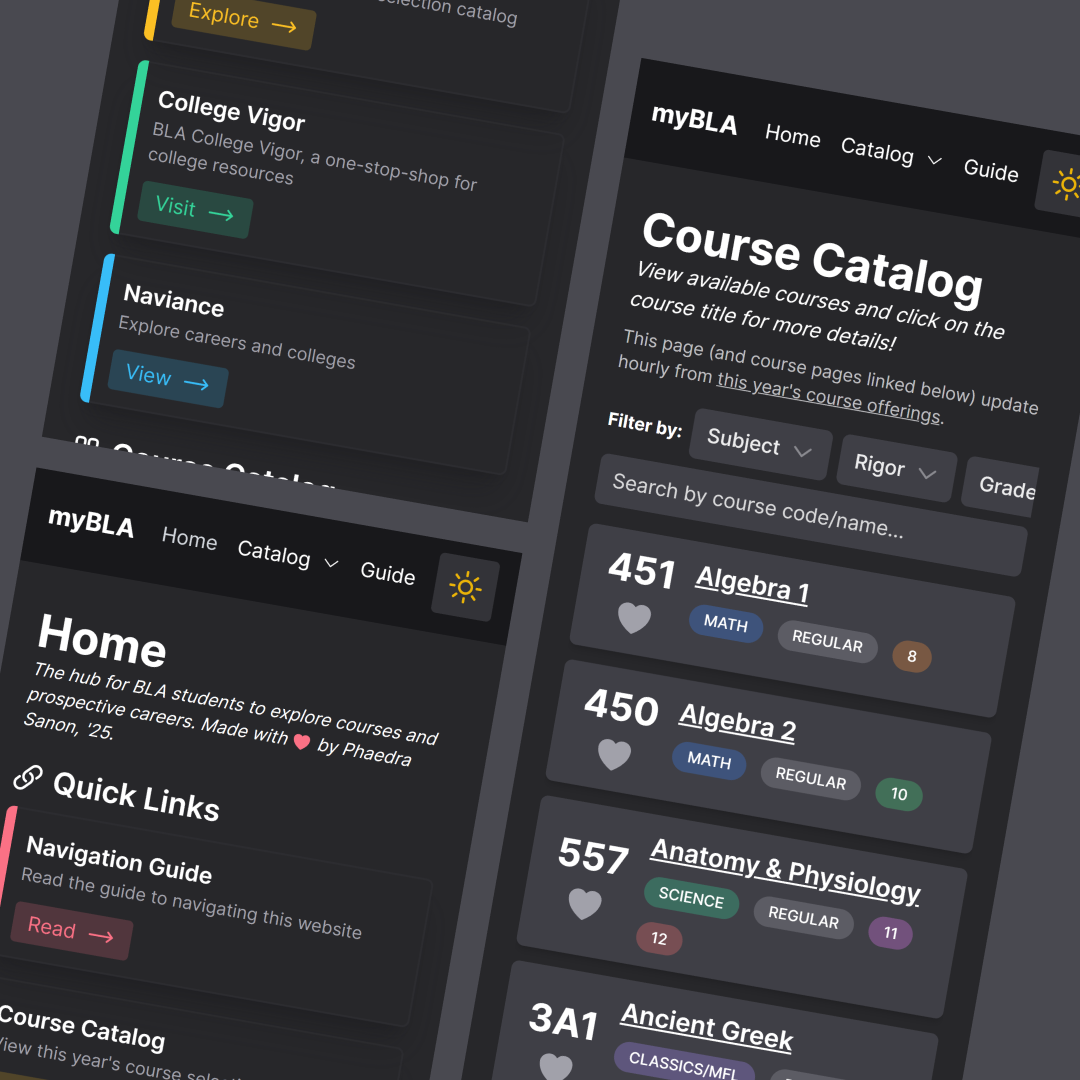 selection catalog
Explore →
College Vigor
BLA College Vigor, a one-stop-shop for
college resources
Visit →
Naviance
Explore careers and colleges
View →
Course Catalog
myBLA Home Catalog Guide
Home
The hub for BLA students to explore courses and
prospective careers. Made with ❤ by Phaedra
Sanon, '25.
Quick Links
Navigation Guide
Read the guide to navigating this website
Read →
Course Catalog
View this year's course
myBLA Home Catalog Guide
Course Catalog
View available courses and click on the
course title for more details!
This page (and course pages linked below) update
hourly from this year's course offerings.
Filter by: Subject Rigor Grade
Search by course code/name...
451 Algebra 1
MATH REGULAR 8
450 Algebra 2
MATH REGULAR 10
557 Anatomy & Physiology
SCIENCE REGULAR 11
12
3A1 Ancient Greek
CLASSICS/MFL